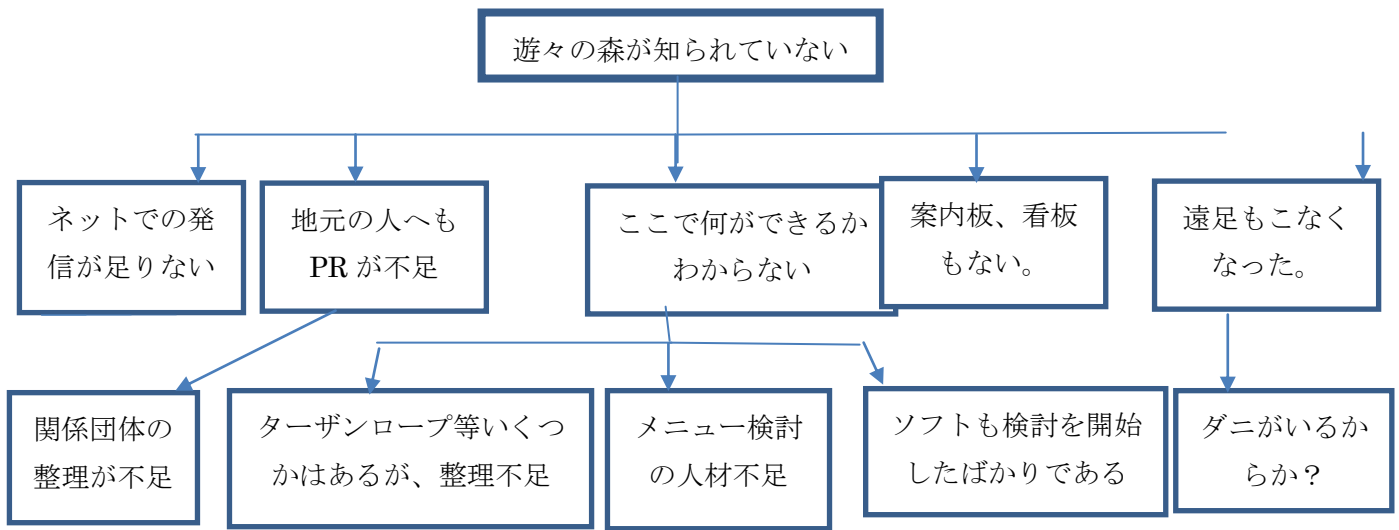 遊々の森が知られていない
ネットでの発
信が足りない
地元の人へも
PR が不足
ここで何ができるか
わからない
案内板、看板
もない。
遠足もこなく
なった。
関係団体の
整理が不足
ターザンロープ等いくつ
かはあるが、整理不足
メニュー検討
の人材不足
ソフトも検討を開始
したばかりである
ダニがいるか
らか？